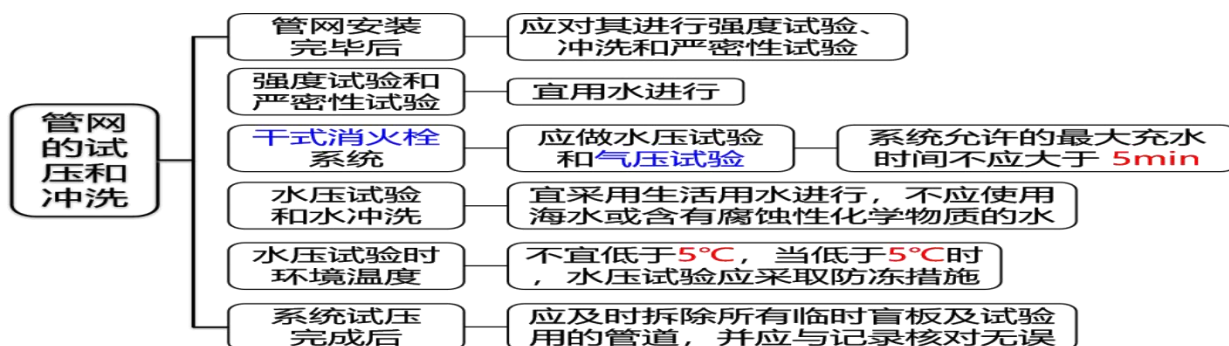 管网
的试
压和
冲洗
管网安装
完毕后
应对其进行强度试验、
冲洗和严密性试验
强度试验和
严密性试验
宜用水进行
干式消火栓
系统
应做水压试验
和气压试验
系统允许的最大充水
时间不应大于 5min
水压试验
和水冲洗
宜采用生活用水进行，不应使用
海水或含有腐蚀性化学物质的水
水压试验时
环境温度
不宜低于5℃，当低于5℃时
，水压试验应采取防冻措施
系统试压
完成后
应及时拆除所有临时盲板及试验
用的管道，并应与记录核对无误